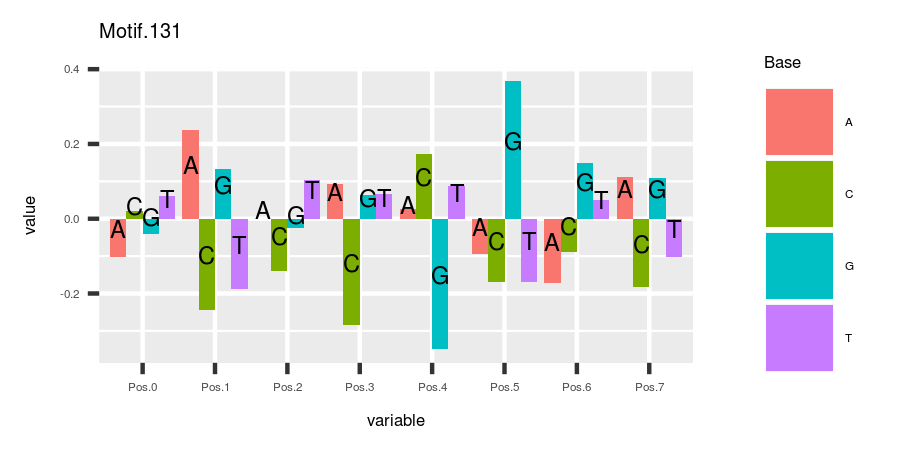 Motif.131
value
0.4
0.2
0.0
-0.2
A C G T A C G T A C G T A C G T A C G T A C G T A C G T A C G T
Pos.0 Pos.1 Pos.2 Pos.3 Pos.4 Pos.5 Pos.6 Pos.7
variable
Base
A
C
G
T